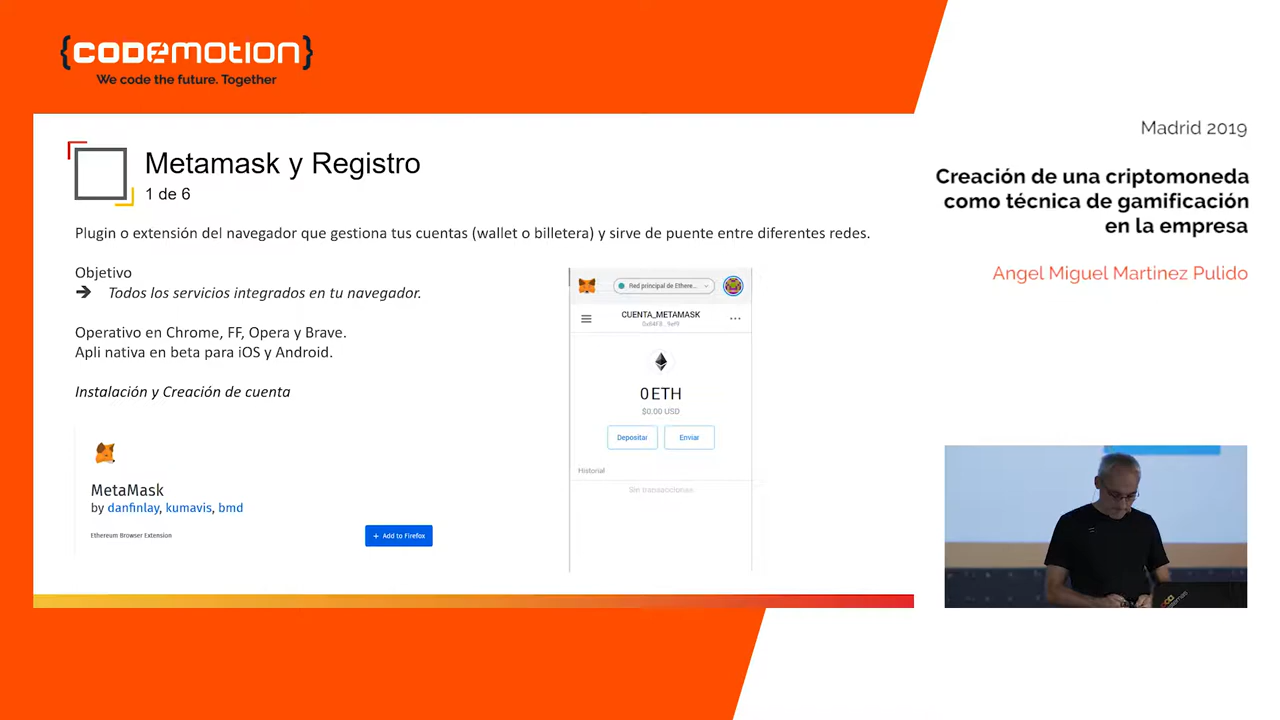 {CODEMOTION}
We code the future. Together
Madrid 2019
Creación de una criptomoneda
como técnica de gamificación
en la empresa
Angel Miguel Martinez Pulido
Metamask y Registro
1 de 6
Plugin o extensión del navegador que gestiona tus cuentas (wallet o billetera) y sirve de puente entre diferentes redes.
Objetivo
➔ Todos los servicios integrados en tu navegador.
Operativo en Chrome, FF, Opera y Brave.
Apli nativa en beta para iOS y Android.
Instalación y Creación de cuenta
MetaMask
by danfinlay, kumavis, bmd
Ethereum Browser Extension
+ Add to Firefox
Red principal de Ethere...
CUENTA_METAMASK
0 ETH
$0.00 USD
Depositar
Enviar
Historial
Sin transacciones